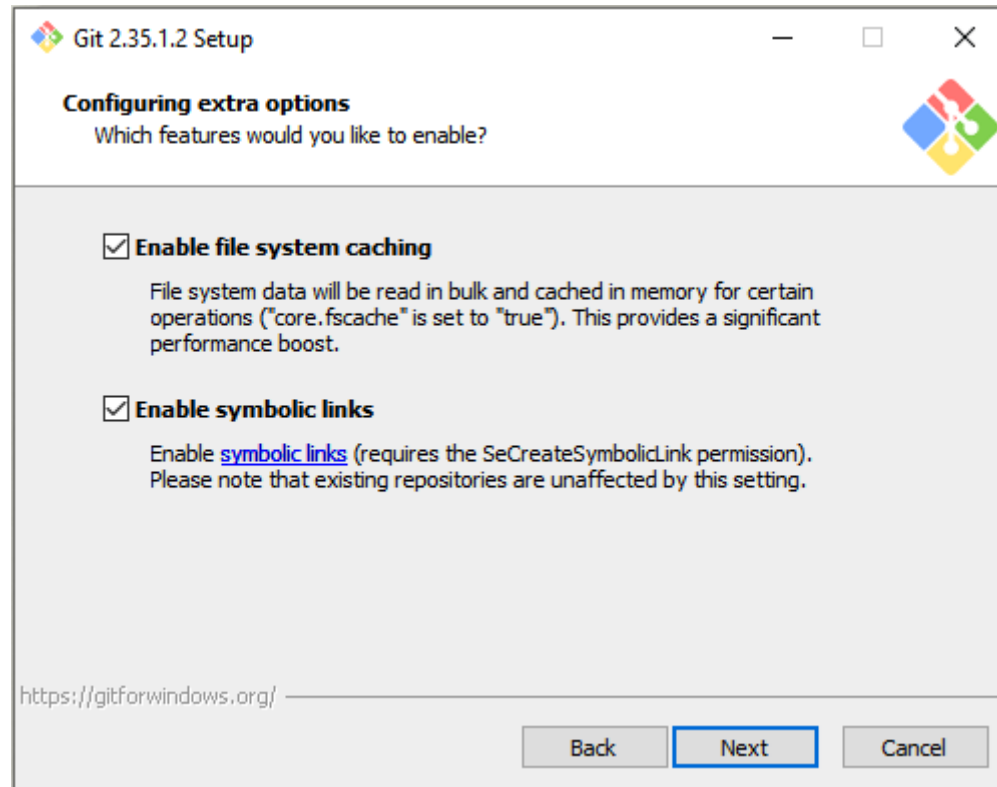 Git 2.35.1.2 Setup
Configuring extra options
Which features would you like to enable?
Enable file system caching
File system data will be read in bulk and cached in memory for certain
operations ("core.fscache" is set to "true"). This provides a significant
performance boost.
Enable symbolic links
Enable symbolic links (requires the SeCreateSymbolicLink permission).
Please note that existing repositories are unaffected by this setting.
https://gitforwindows.org/
Back Next Cancel